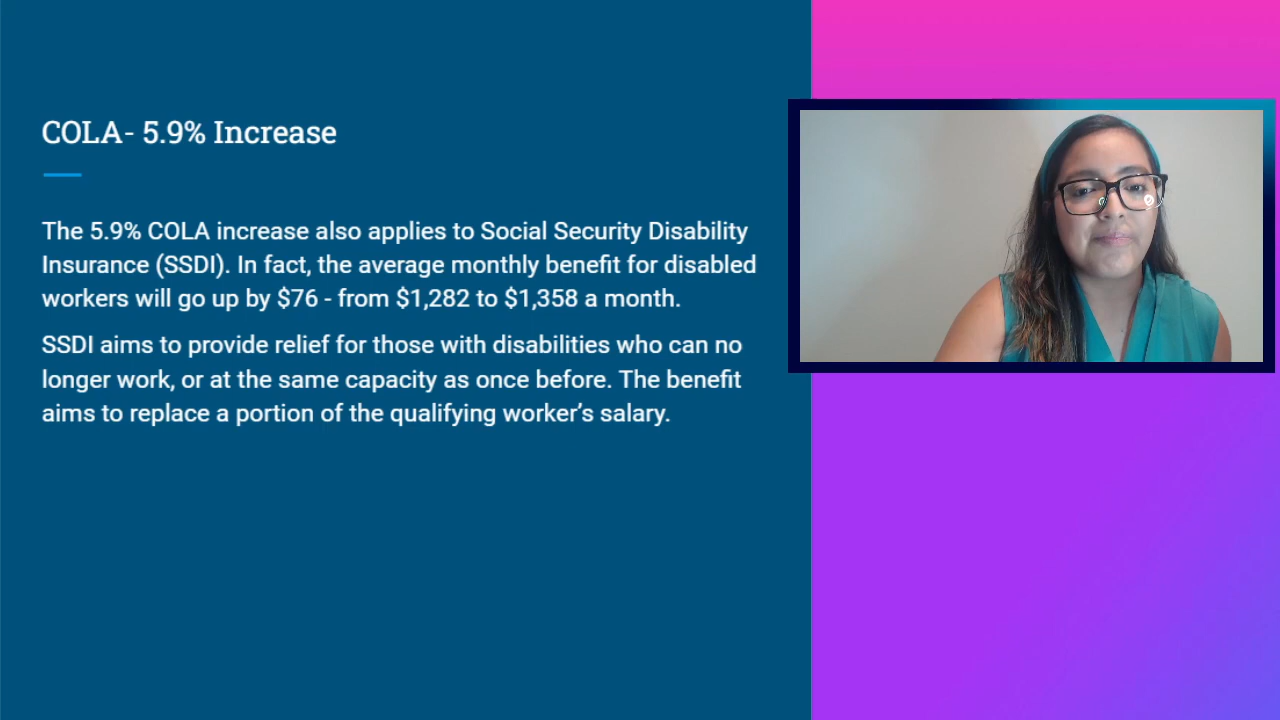 COLA- 5.9% Increase
The 5.9% COLA increase also applies to Social Security Disability
Insurance (SSDI). In fact, the average monthly benefit for disabled
workers will go up by $76 - from $1,282 to $1,358 a month.
SSDI aims to provide relief for those with disabilities who can no
longer work, or at the same capacity as once before. The benefit
aims to replace a portion of the qualifying worker’s salary.